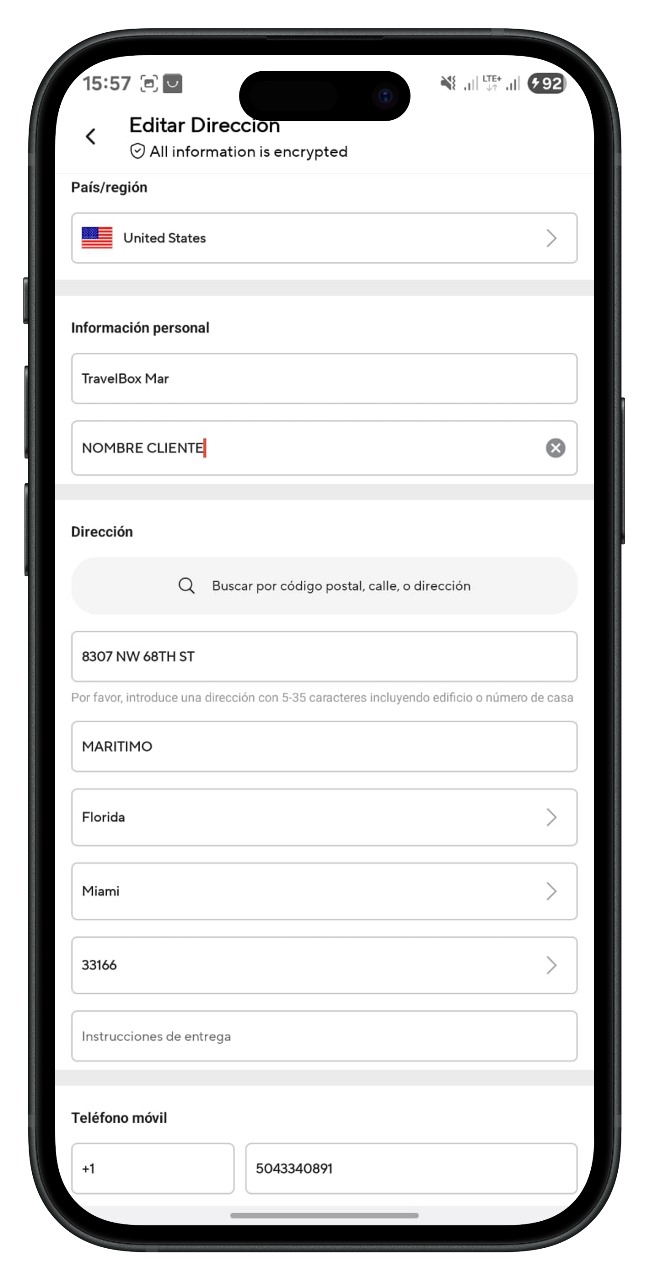 15:57
LTE+
92
Editar Dirección
All information is encrypted
País/región
United States
Información personal
TravelBox Mar
NOMBRE CLIENTE
Dirección
Buscar por código postal, calle, o dirección
8307 NW 68TH ST
Por favor, introduce una dirección con 5-35 caracteres incluyendo edificio o número de casa
MARITIMO
Florida
Miami
33166
Instrucciones de entrega
Teléfono móvil
+1
5043340891